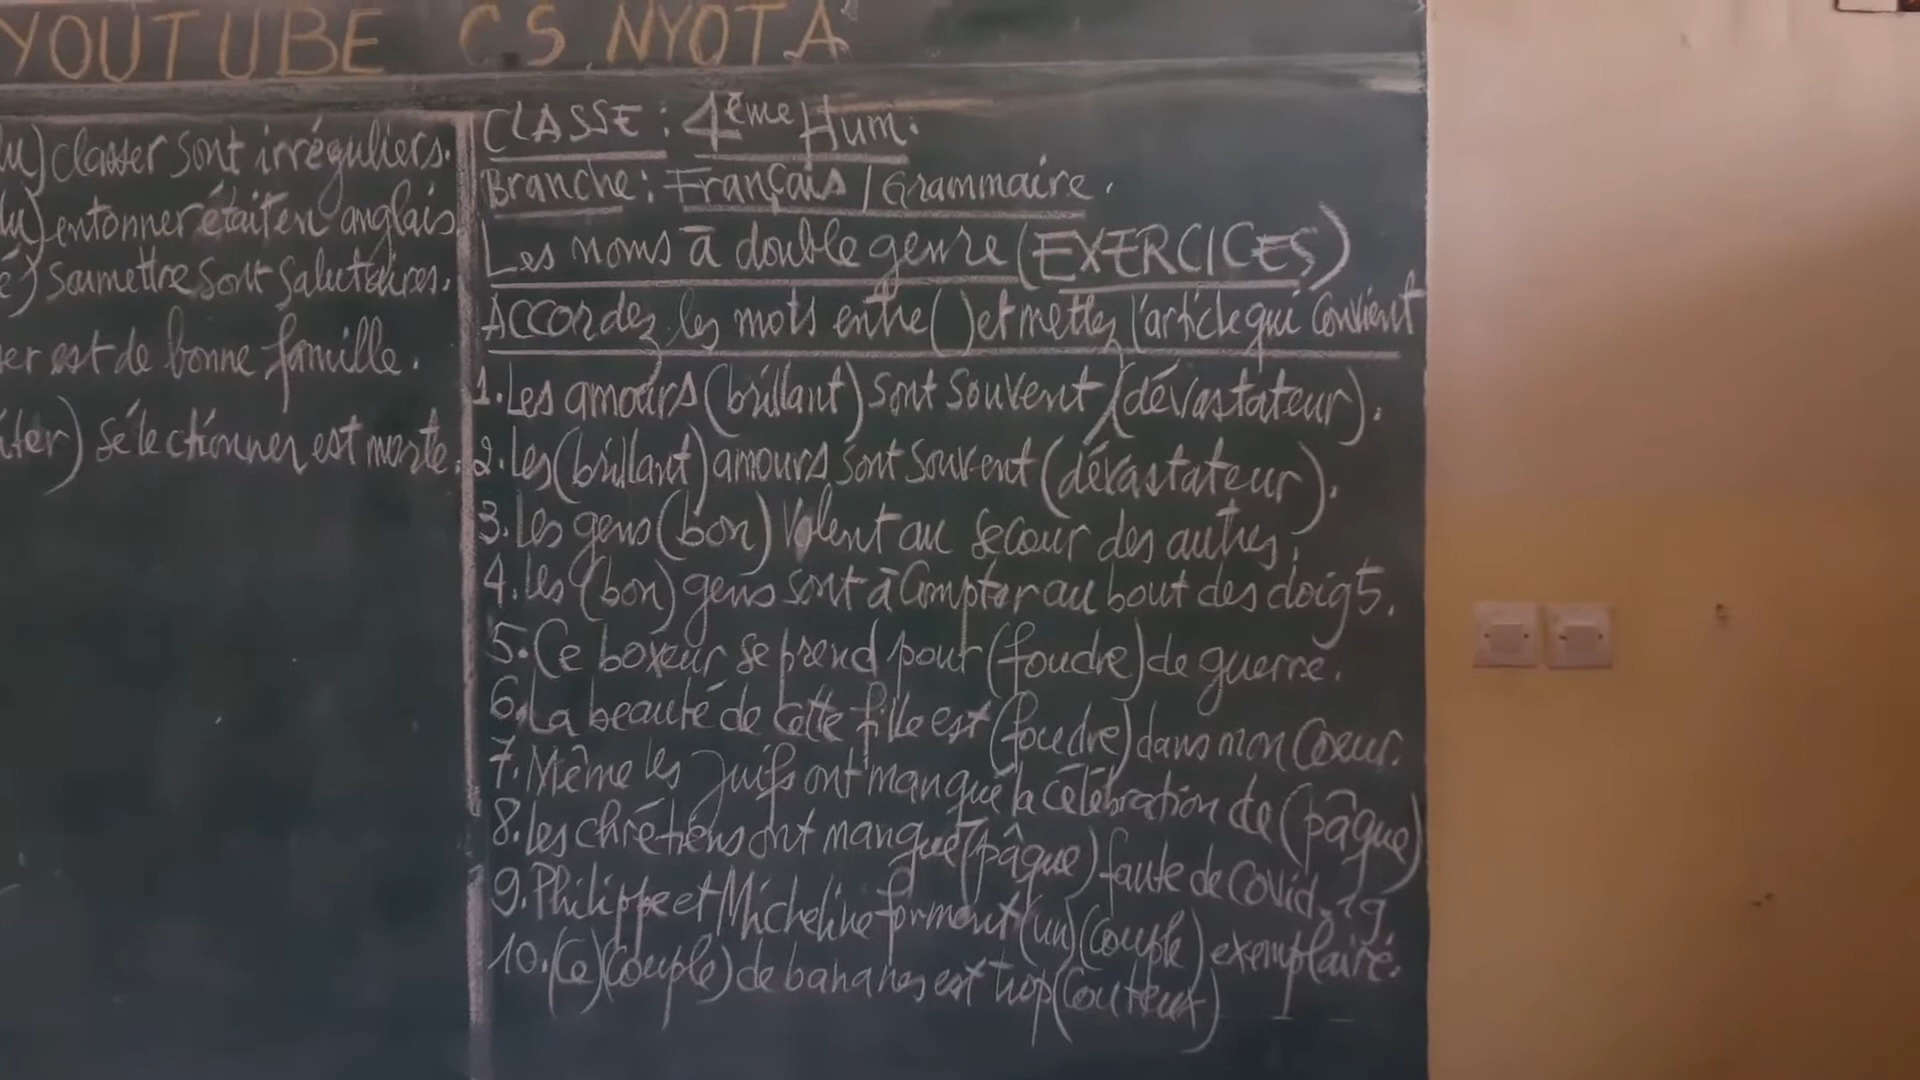 YOUTUBE CS NYOTA
classer sont irréguliers.
entonner était en anglais
soumettre sont salutaires.
er est de bonne famille.
sélectionner est morte.
CLASSE : 4ème Hum.
Branche : Français / Grammaire.
Les noms à double genre (EXERCICES)
Accordez les mots entre ( ) et mettez l'article qui convient
1. Les amours (brillant) sont souvent (dévastateur).
2. Les (brillant) amours sont souvent (dévastateur).
3. Les gens (bon) volent au secour des autres.
4. Les (bon) gens sont à compter au bout des doigts.
5. Ce boxeur se prend pour (foudre) de guerre.
6. La beauté de cette fille est (foudre) dans mon cœur.
7. Même les juifs ont manqué la célébration de (pâque)
8. Les chrétiens ont manqué (pâque) faute de Covid-19
9. Philippe et Micheline forment (un) (couple) exemplaire.
10. (Ce) (couple) de bananes est trop (couteux)